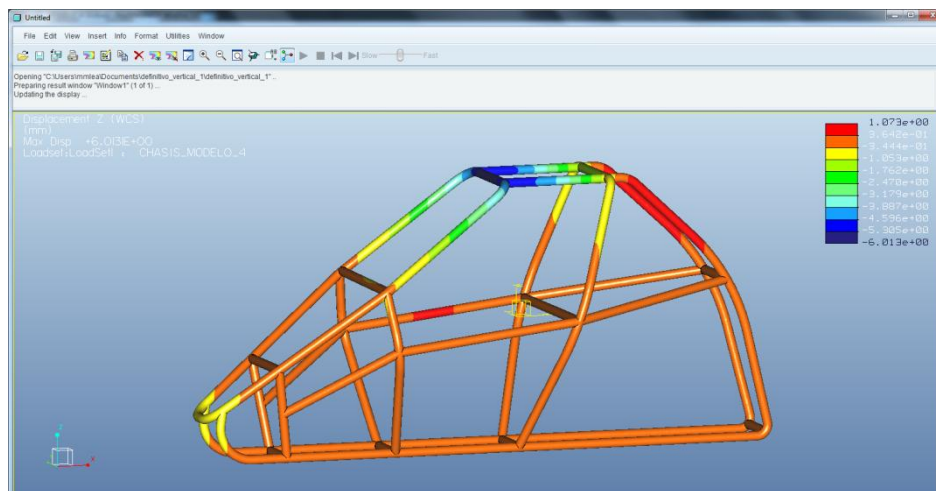 Untitled
File Edit View Insert Info Format Utilities Window
Slow Fast
Opening "C:\Users\mmlea\Documents\definitivo_vertical_1\definitivo_vertical_1" ..
Preparing result window "Window1" (1 of 1) ...
Updating the display ...
Displacement Z (WCS)
(mm)
Max Disp +6.013E+00
Loadset:LoadSet1 : CHASIS_MODELO_4
1.073e+00
3.642e-01
-3.444e-01
-1.053e+00
-1.762e+00
-2.470e+00
-3.179e+00
-3.887e+00
-4.596e+00
-5.305e+00
-6.013e+00